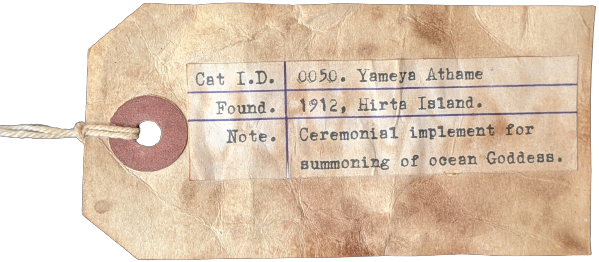 Cat I.D. 0050. Yameya Athame
Found. 1912, Hirta Island.
Note. Ceremonial implement for
summoning of ocean Goddess.